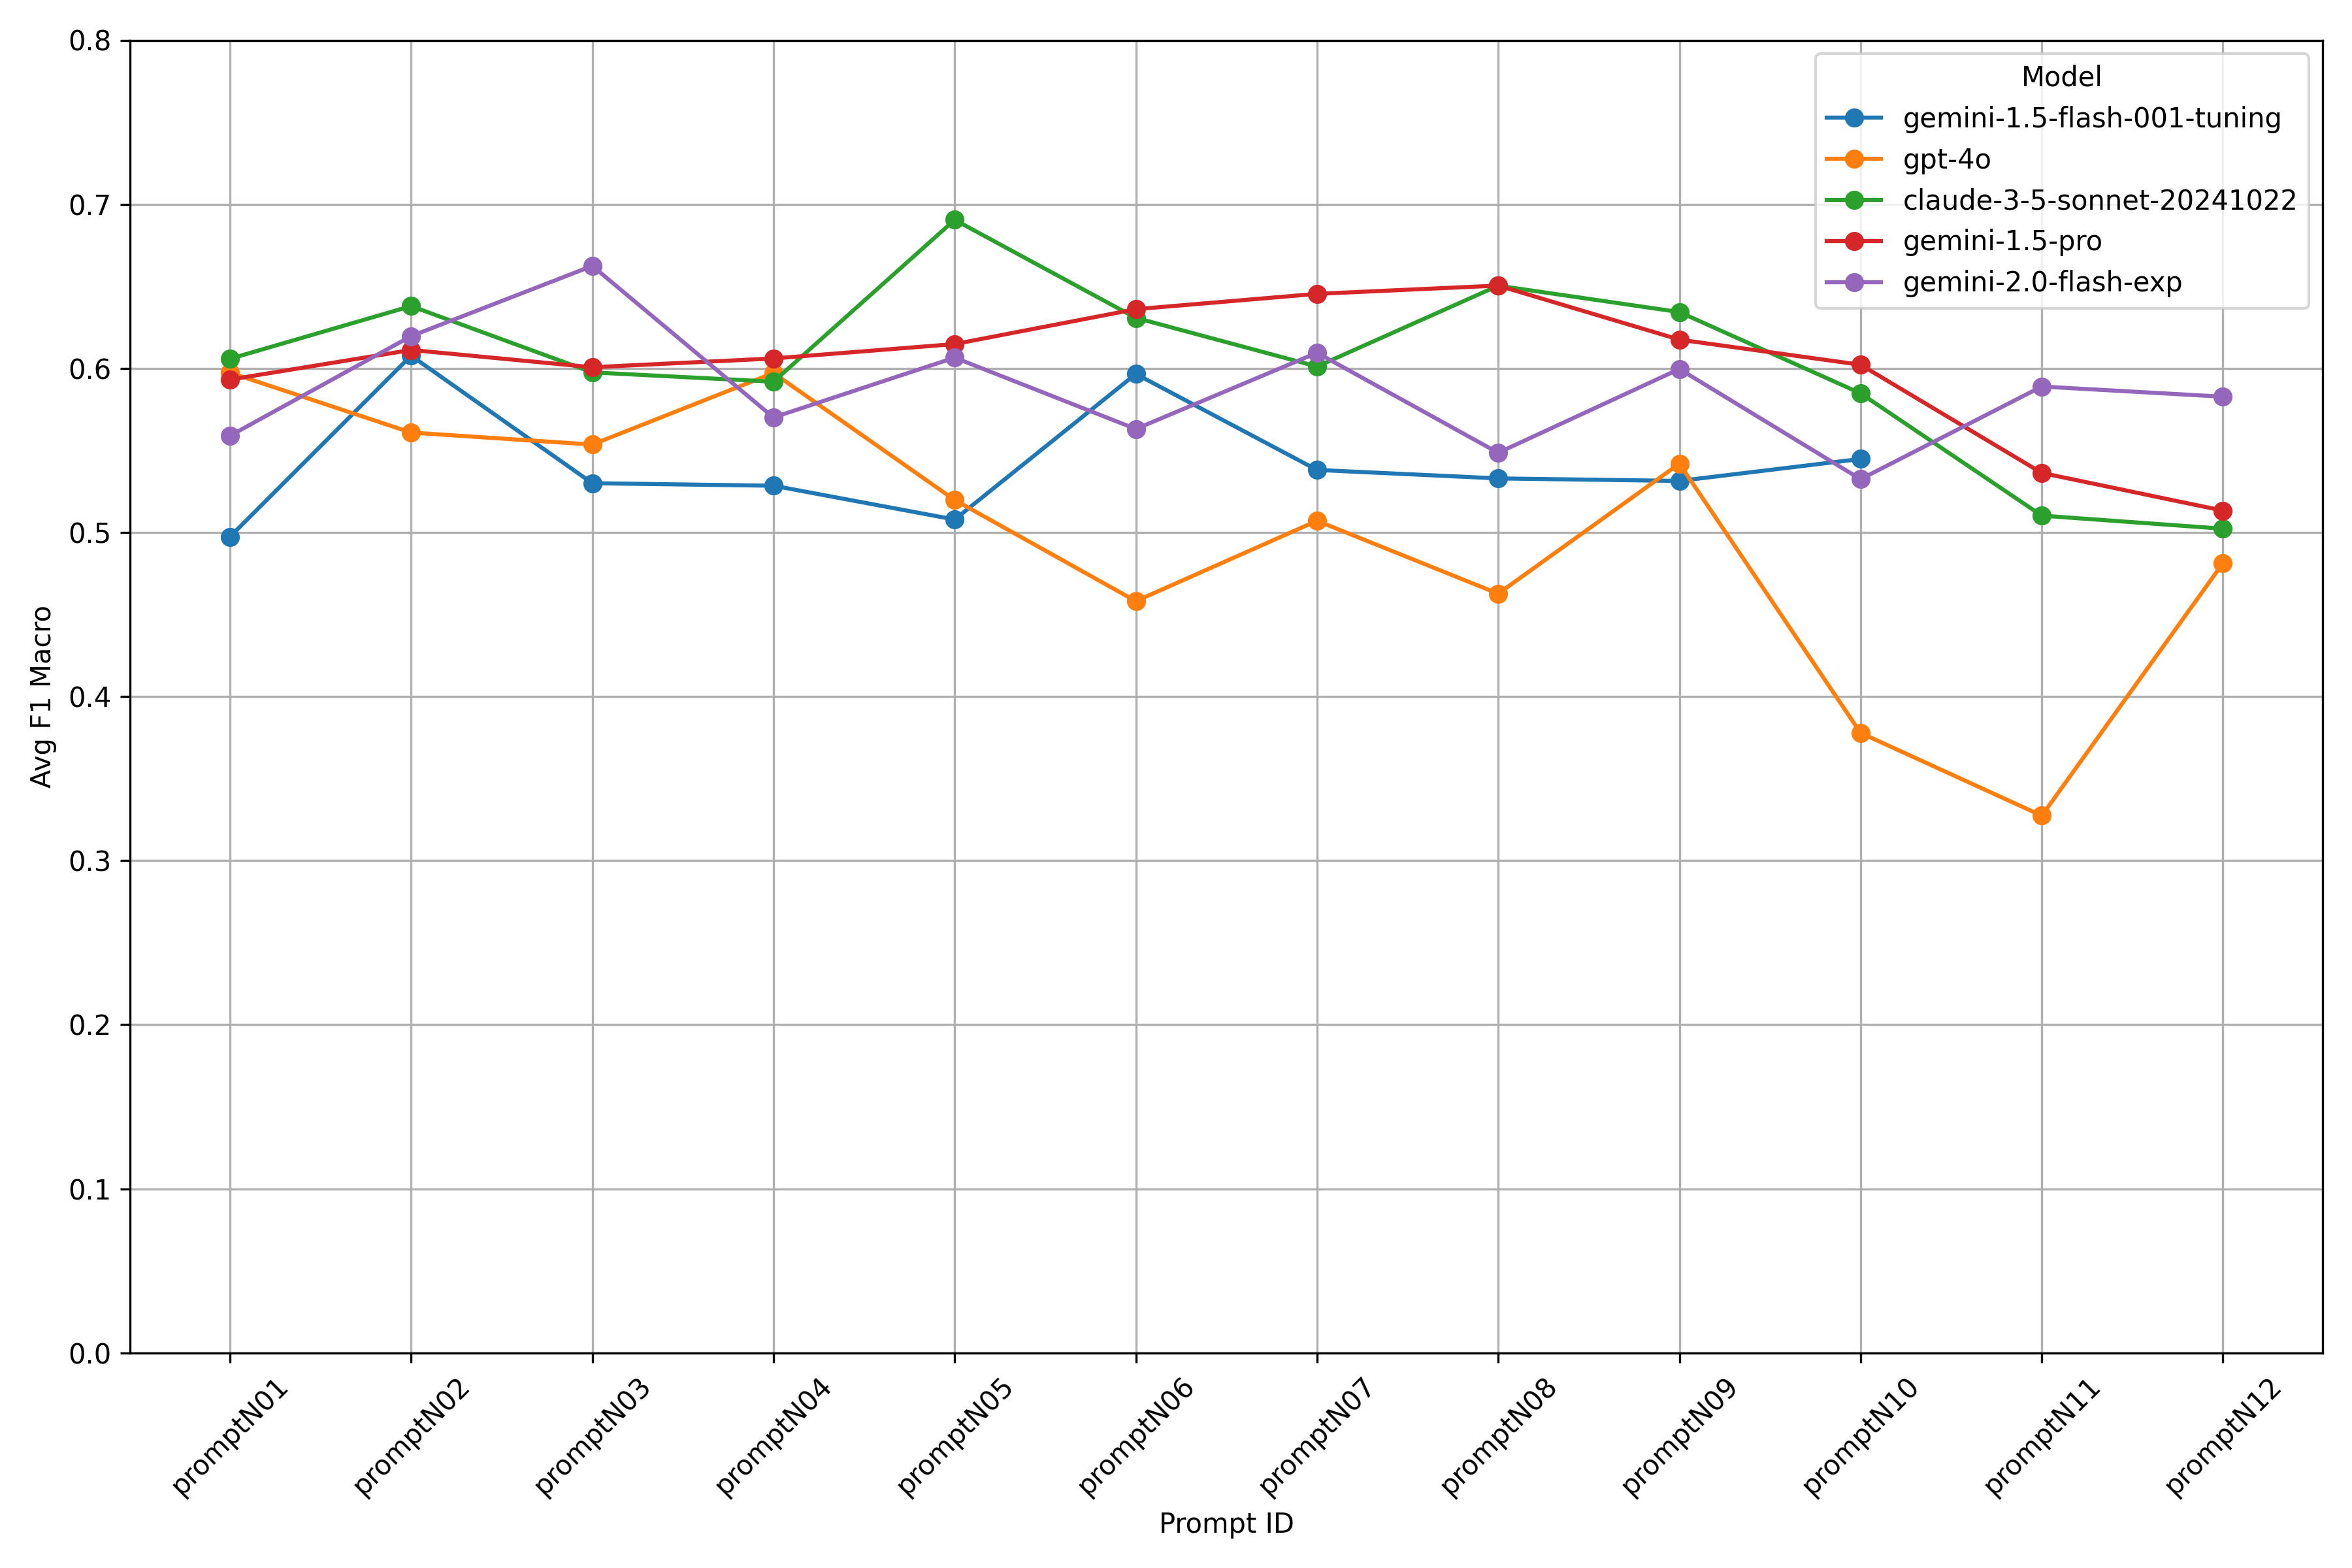 Model
gemini-1.5-flash-001-tuning
gpt-4o
claude-3-5-sonnet-20241022
gemini-1.5-pro
gemini-2.0-flash-exp
Avg F1 Macro
0.8
0.7
0.6
0.5
0.4
0.3
0.2
0.1
0.0
promptN01
promptN02
promptN03
promptN04
promptN05
promptN06
promptN07
promptN08
promptN09
promptN10
promptN11
promptN12
Prompt ID